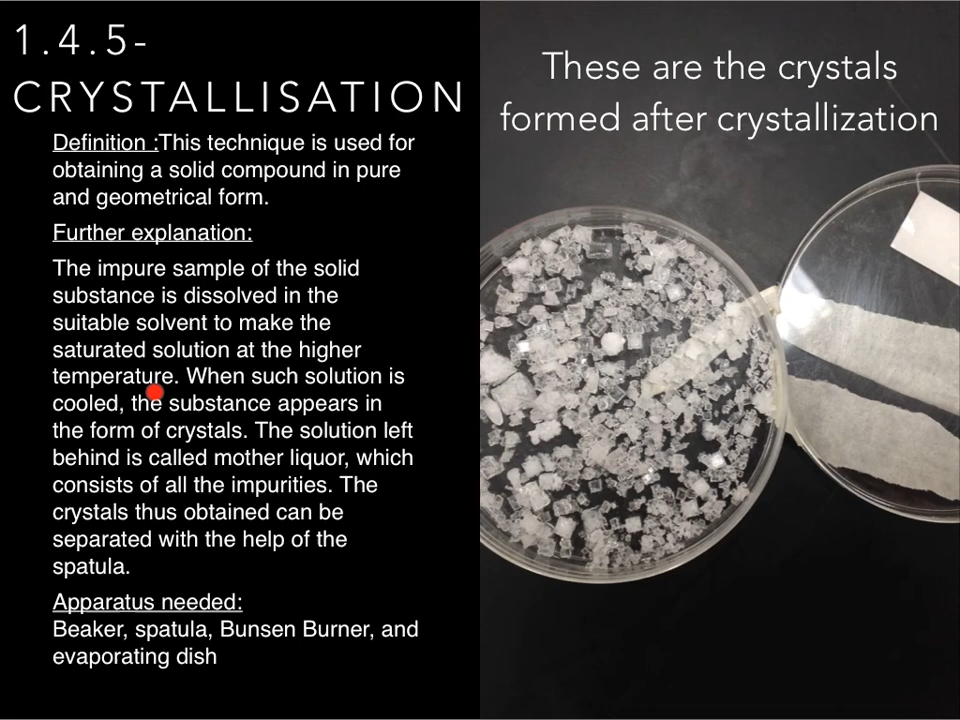 1.4.5-
CRYSTALLISATION
Definition :This technique is used for
obtaining a solid compound in pure
and geometrical form.
Further explanation:
The impure sample of the solid
substance is dissolved in the
suitable solvent to make the
saturated solution at the higher
temperature. When such solution is
cooled, the substance appears in
the form of crystals. The solution left
behind is called mother liquor, which
consists of all the impurities. The
crystals thus obtained can be
separated with the help of the
spatula.
Apparatus needed:
Beaker, spatula, Bunsen Burner, and
evaporating dish
These are the crystals
formed after crystallization